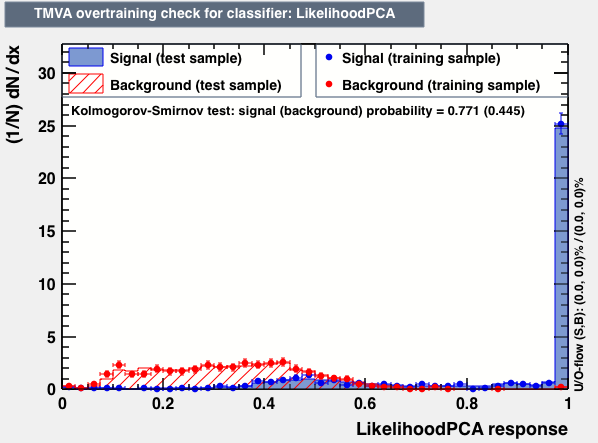 TMVA overtraining check for classifier: LikelihoodPCA
(1/N) dN / dx
Signal (test sample)
Background (test sample)
Signal (training sample)
Background (training sample)
Kolmogorov-Smirnov test: signal (background) probability = 0.771 (0.445)
30
25
20
15
10
5
0
0
0.2
0.4
0.6
0.8
1
LikelihoodPCA response
U/O-flow (S,B): (0.0, 0.0)% / (0.0, 0.0)%